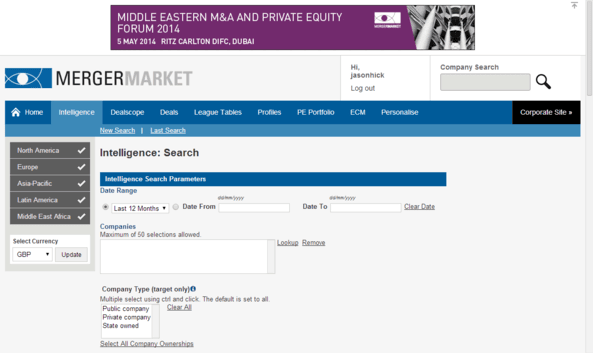 MIDDLE EASTERN M&A AND PRIVATE EQUITY
FORUM 2014
5 MAY 2014 RITZ CARLTON DIFC, DUBAI
MERGERMARKET
Hi,
jasonhick
Log out
Company Search
Home Intelligence Dealscope Deals League Tables Profiles PE Portfolio ECM Personalise Corporate Site »
New Search | Last Search
North America
Europe
Asia-Pacific
Latin America
Middle East Africa
Select Currency
GBP Update
Intelligence: Search
Intelligence Search Parameters
Date Range
dd/mm/yyyy dd/mm/yyyy
Last 12 Months Date From Date To Clear Date
Companies
Maximum of 50 selections allowed.
Lookup Remove
Company Type (target only)
Multiple select using ctrl and click. The default is set to all.
Public company Clear All
Private company
State owned
Select All Company Ownerships